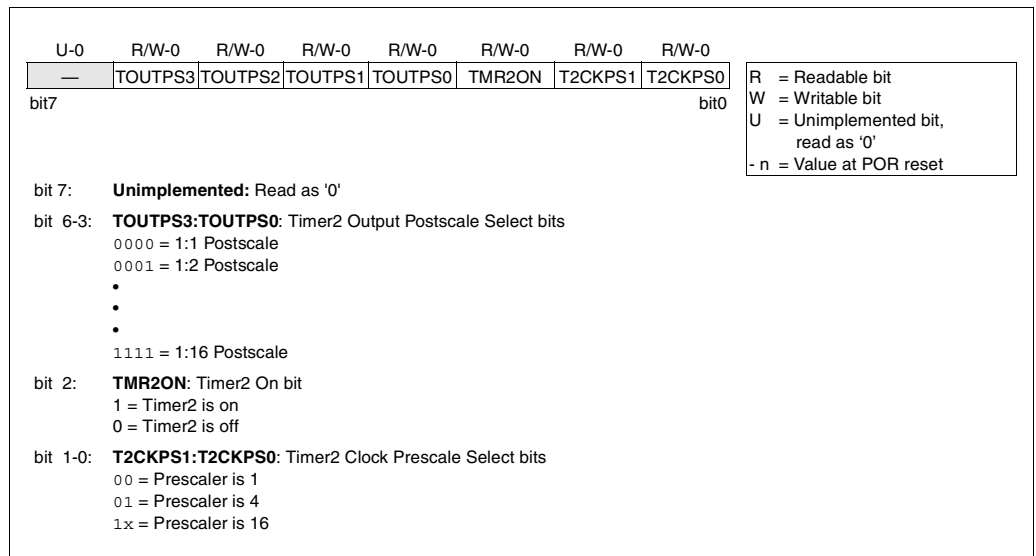 U-0 R/W-0 R/W-0 R/W-0 R/W-0 R/W-0 R/W-0 R/W-0
— TOUTPS3 TOUTPS2 TOUTPS1 TOUTPS0 TMR2ON T2CKPS1 T2CKPS0
bit7 bit0
R = Readable bit
W = Writable bit
U = Unimplemented bit,
read as ‘0’
- n = Value at POR reset
bit 7: Unimplemented: Read as '0'
bit 6-3: TOUTPS3:TOUTPS0: Timer2 Output Postscale Select bits
0000 = 1:1 Postscale
0001 = 1:2 Postscale
•
•
•
1111 = 1:16 Postscale
bit 2: TMR2ON: Timer2 On bit
1 = Timer2 is on
0 = Timer2 is off
bit 1-0: T2CKPS1:T2CKPS0: Timer2 Clock Prescale Select bits
00 = Prescaler is 1
01 = Prescaler is 4
1x = Prescaler is 16